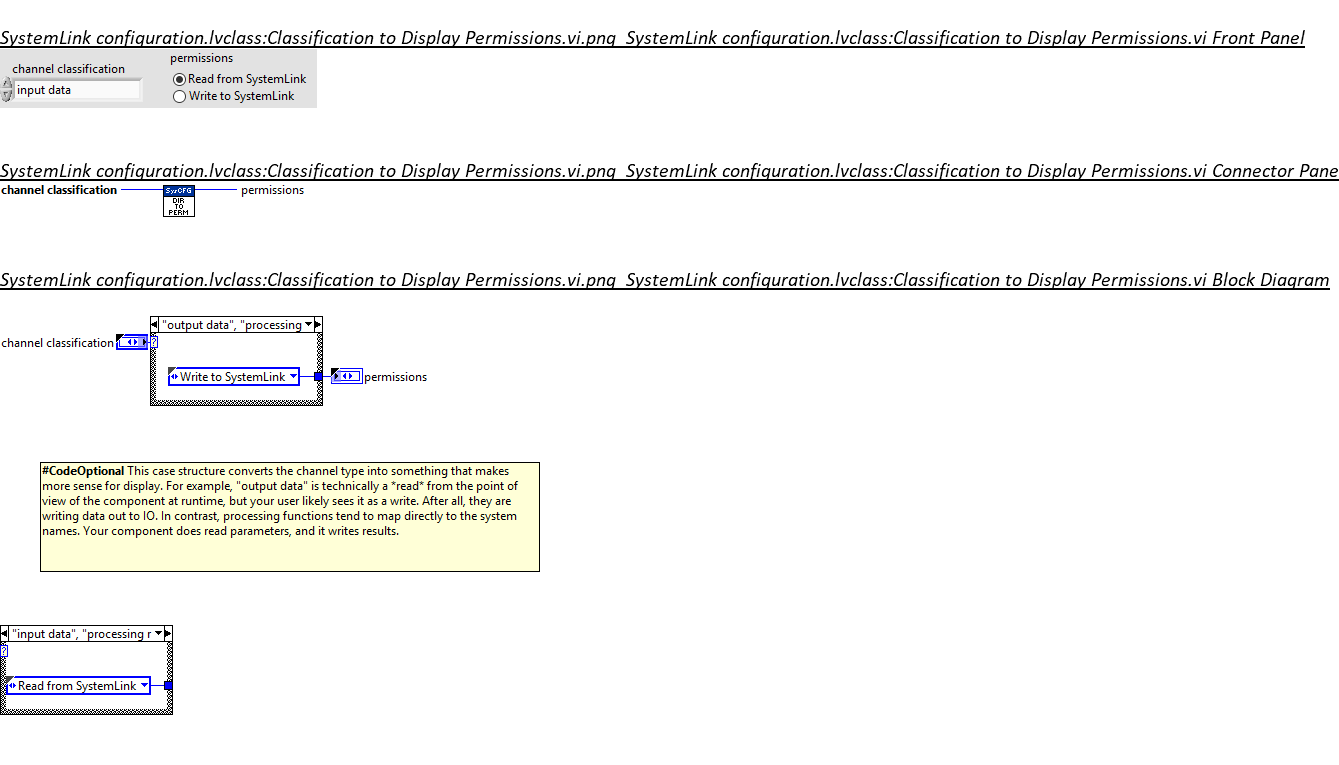 SystemLink configuration.lvclass:Classification to Display Permissions.vi.png  SystemLink configuration.lvclass:Classification to Display Permissions.vi Front Panel
permissions
channel classification
Read from SystemLink
input data
Write to SystemLink
SystemLink configuration.lvclass:Classification to Display Permissions.vi.png  SystemLink configuration.lvclass:Classification to Display Permissions.vi Connector Pane
channel classification
permissions
SysCFG
DIR
TO
PERM
SystemLink configuration.lvclass:Classification to Display Permissions.vi.png  SystemLink configuration.lvclass:Classification to Display Permissions.vi Block Diagram
"output data", "processing
channel classification
?
Write to SystemLink
permissions
#CodeOptional This case structure converts the channel type into something that makes
more sense for display. For example, "output data" is technically a *read* from the point of
view of the component at runtime, but your user likely sees it as a write. After all, they are
writing data out to IO. In contrast, processing functions tend to map directly to the system
names. Your component does read parameters, and it writes results.
"input data", "processing r
?
Read from SystemLink